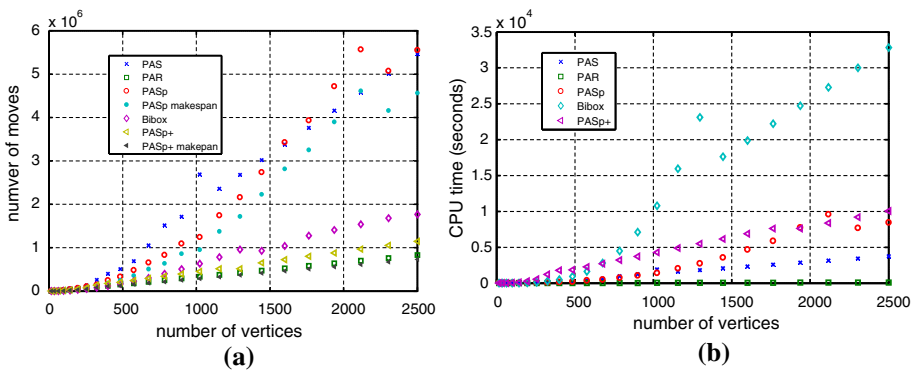 x 10^6
6
5
4
3
2
1
0
0
500
1000
1500
2000
2500
numver of moves
number of vertices
PAS
PAR
PASp
PASp makespan
Bibox
PASp+
PASp+ makepan
(a)
x 10^4
3.5
3.0
2.5
2.0
1.5
1.0
0.5
0
0
500
1000
1500
2000
2500
CPU time (seconds)
number of vertices
PAS
PAR
PASp
Bibox
PASp+
(b)